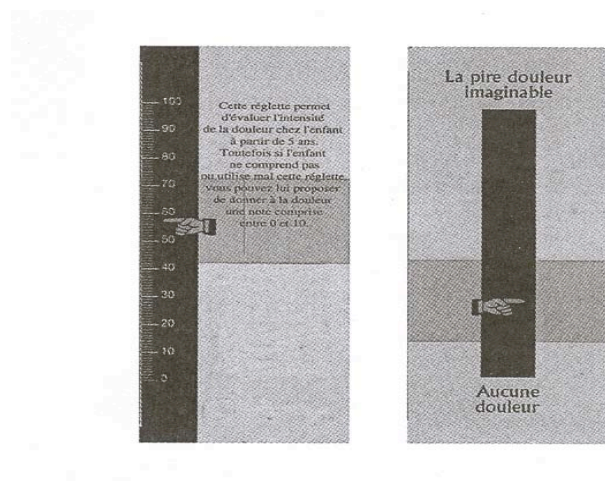 100
90
80
70
60
50
40
30
20
10
0
Cette réglette permet
d'évaluer l'intensité
de la douleur chez l'enfant
à partir de 5 ans.
Toutefois si l'enfant
ne comprend pas
ou utilise mal cette réglette,
vous pouvez lui proposer
de donner à la douleur
une note comprise
entre 0 et 10.
La pire douleur
imaginable
Aucune
douleur